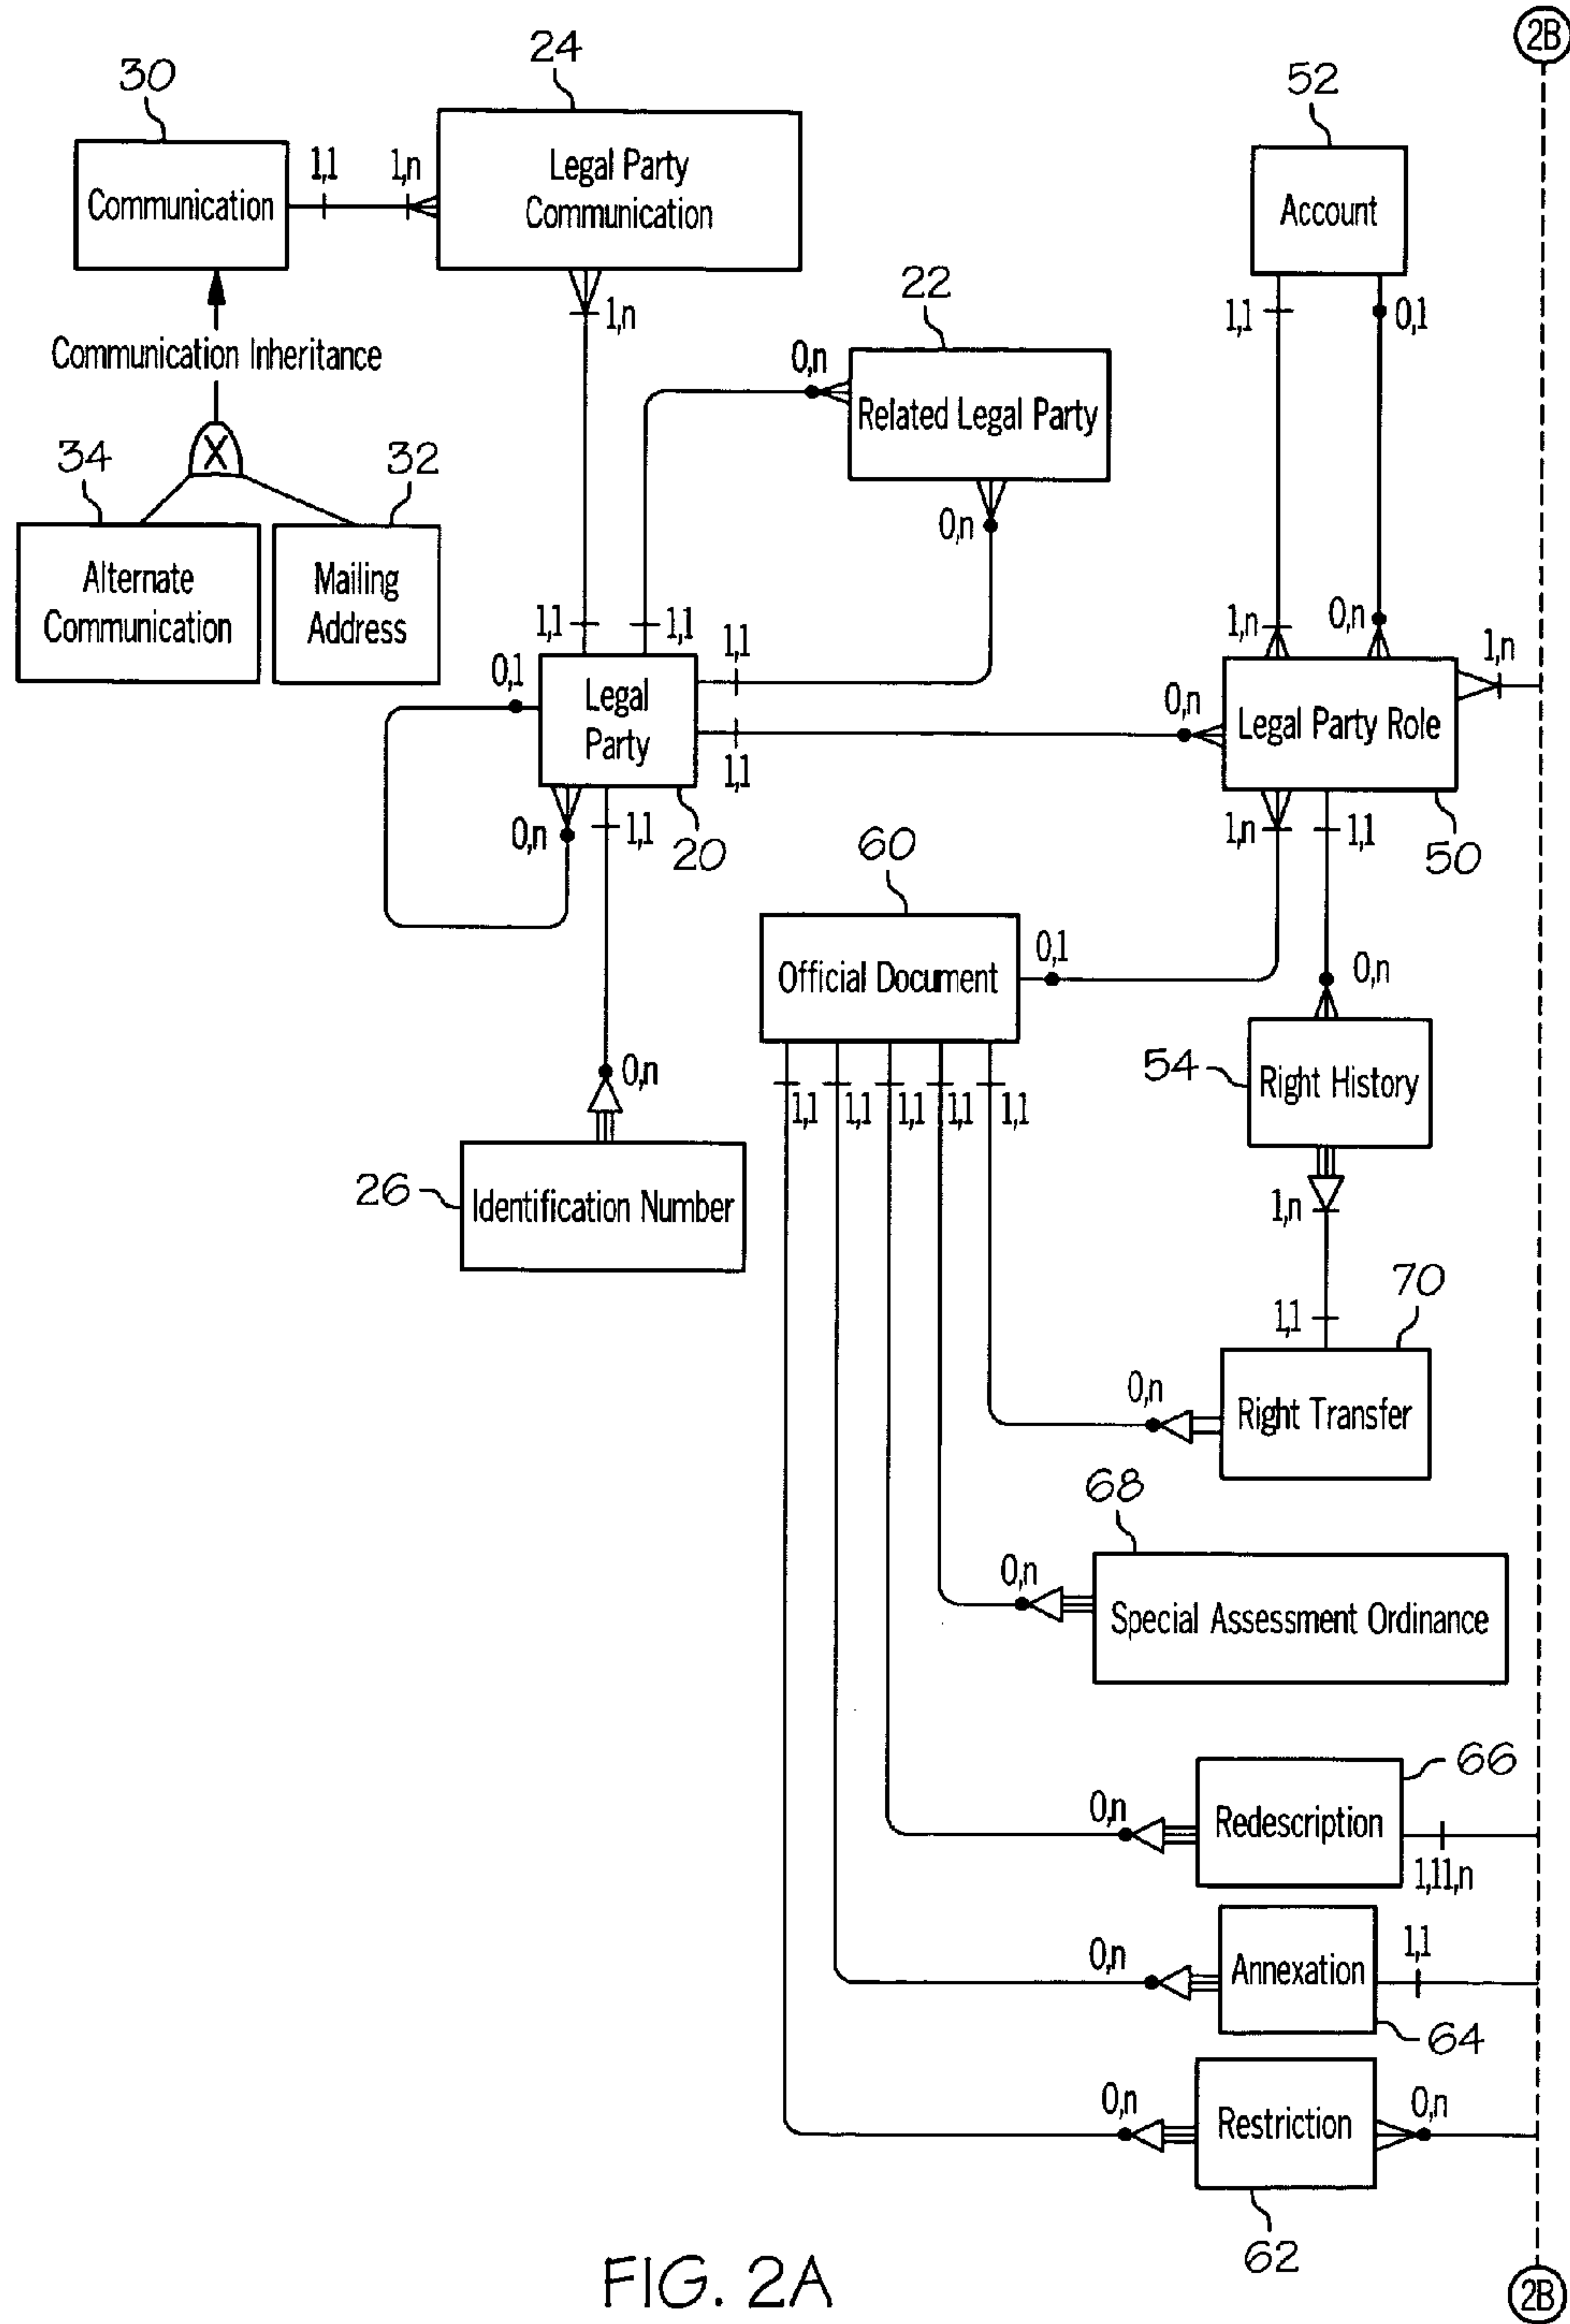 2B
24
30
52
Legal Party
Communication
1,1
1,n
Communication
Account
22
1,n
1,1
0,1
Communication Inheritance
0,n
Related Legal Party
X
34
32
0,n
Alternate
Communication
Mailing
Address
1,1
1,1
1,1
1,n
0,n
1,n
0,1
Legal
Party
0,n
Legal Party Role
1,1
0,n
1,1
20
60
1,n
1,1
50
Official Document
0,1
0,n
54
Right History
0,n
1,1
1,1
1,1
1,1
1,1
26
Identification Number
1,n
70
1,1
0,n
Right Transfer
68
0,n
Special Assessment Ordinance
66
0,n
Redescription
1,11,n
0,n
Annexation
1,1
64
0,n
Restriction
0,n
62
FIG. 2A
2B